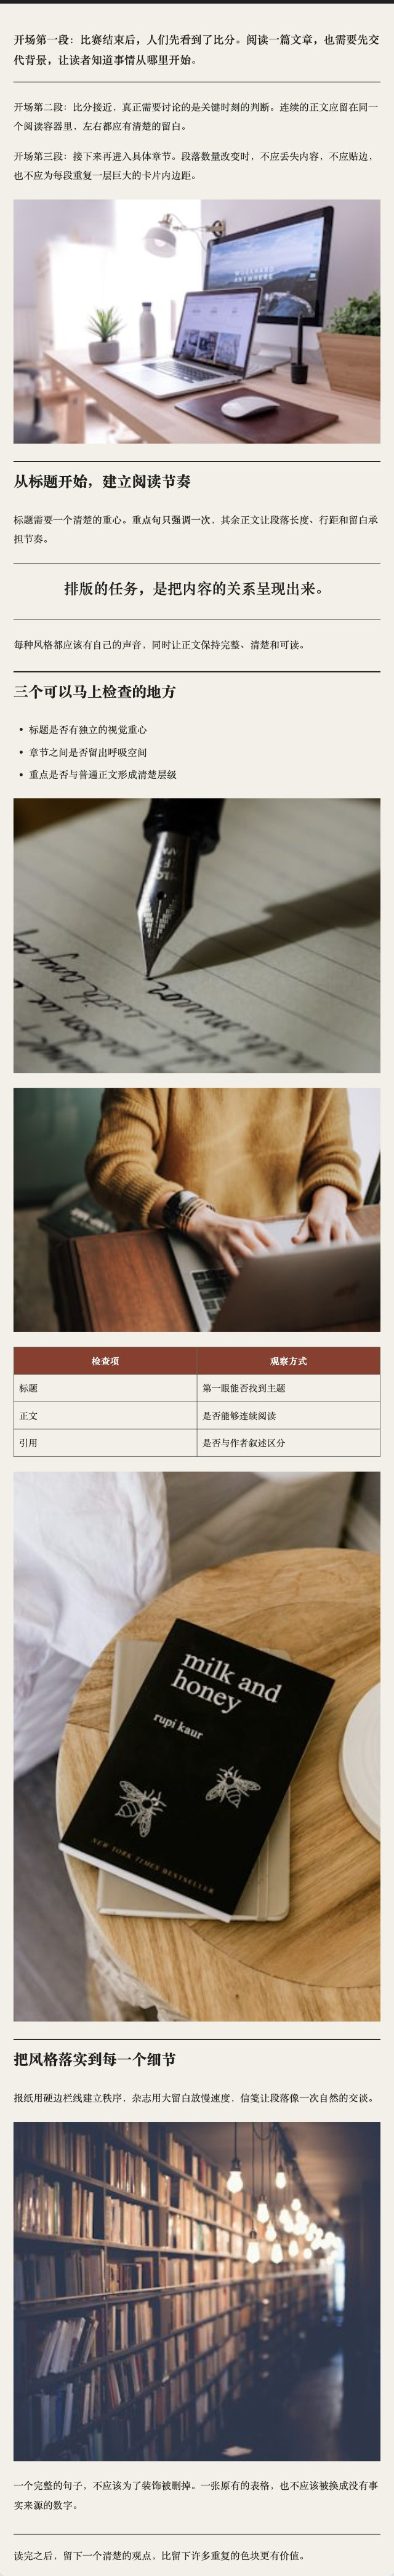 开场第一段：比赛结束后，人们先看到了比分。阅读一篇文章，也需要先交
代背景，让读者知道事情从哪里开始。
开场第二段：比分接近，真正需要讨论的是关键时刻的判断。连续的正文应留在同一
个阅读容器里，左右都应有清楚的留白。
开场第三段：接下来再进入具体章节。段落数量改变时，不应丢失内容，不应贴边，
也不应为每段重复一层巨大的卡片内边距。
从标题开始，建立阅读节奏
标题需要一个清楚的重心。重点句只强调一次，其余正文让段落长度、行距和留白承
担节奏。
排版的任务，是把内容的关系呈现出来。
每种风格都应该有自己的声音，同时让正文保持完整、清楚和可读。
三个可以马上检查的地方
• 标题是否有独立的视觉重心
• 章节之间是否留出呼吸空间
• 重点是否与普通正文形成清楚层级
检查项 观察方式
标题 第一眼能否找到主题
正文 是否能够连续阅读
引用 是否与作者叙述区分
milk and
honey
rupi kaur
NEW YORK TIMES BESTSELLER
把风格落实到每一个细节
报纸用硬边栏线建立秩序，杂志用大留白放慢速度，信笺让段落像一次自然的交谈。
一个完整的句子，不应该为了装饰被删掉。一张原有的表格，也不应该被换成没有事
实来源的数字。
读完之后，留下一个清楚的观点，比留下许多重复的色块更有价值。